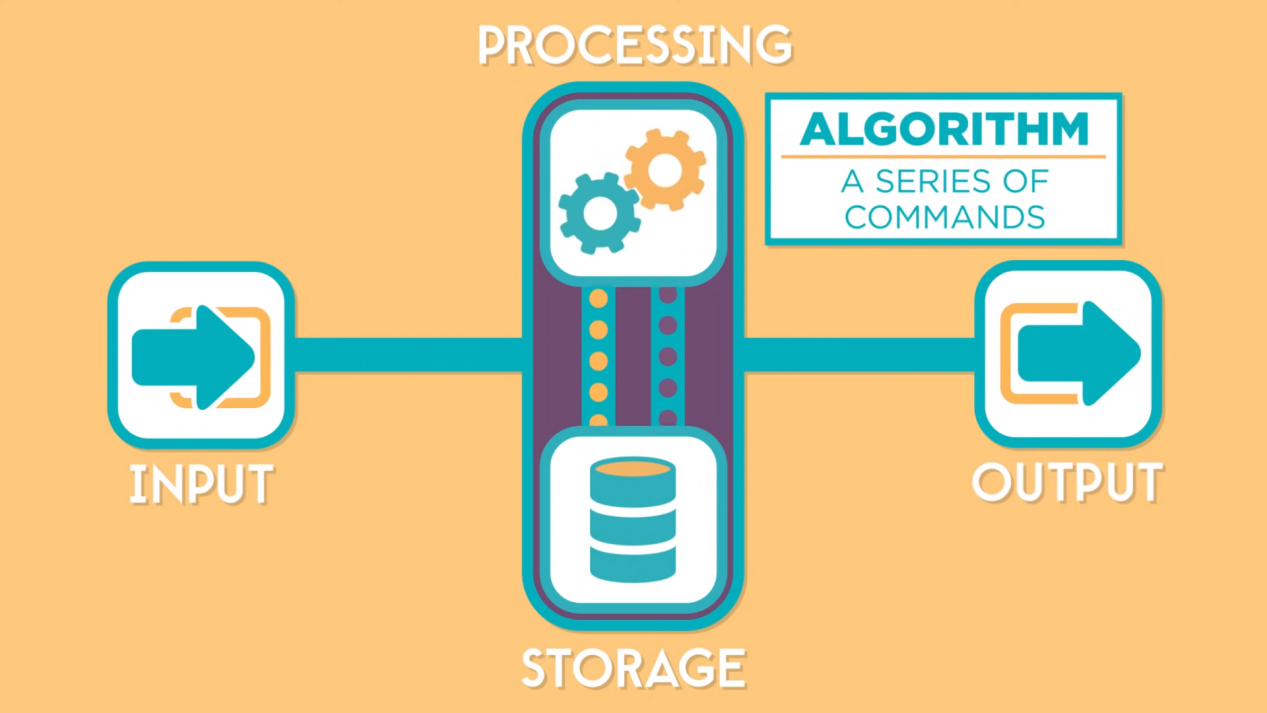 PROCESSING
ALGORITHM
A SERIES OF
COMMANDS
INPUT
OUTPUT
STORAGE